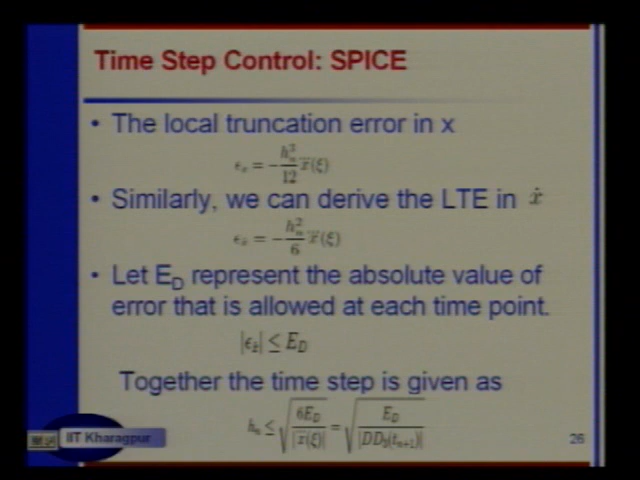 Time Step Control: SPICE
• The local truncation error in x
ϵ_x = −h_n^3/12 x⃛(ξ)
• Similarly, we can derive the LTE in ẋ
ϵ_ẋ = −h_n^2/6 x⃛(ξ)
• Let E_D represent the absolute value of
error that is allowed at each time point.
|ϵ_ẋ| ≤ E_D
Together the time step is given as
h_n ≤ √(6E_D/|x⃛(ξ)|) = √(E_D/|DD_3(t_{n+1})|)
IIT Kharagpur
26